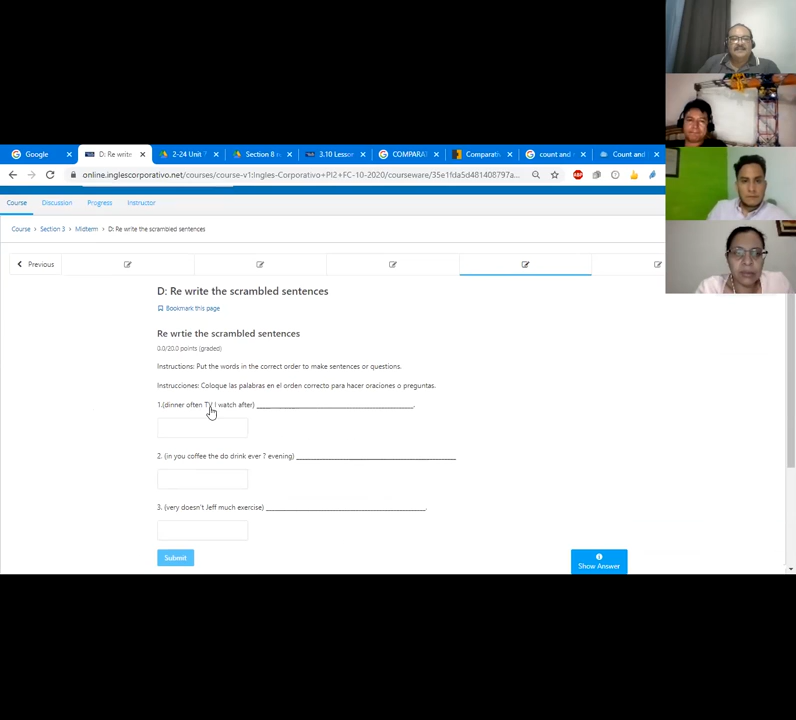 Google
D: Re write
2-24 Unit 7
Section 8 r
3.10 Lesso
COMPARAT
Comparativ
count and
Count and
online.inglescorporativo.net/courses/course-v1:Ingles-Corporativo+PI2+FC-10-2020/courseware/35e1fda5d481408797a...
Course
Discussion
Progress
Instructor
Course > Section 3 > Midterm > D: Re write the scrambled sentences
Previous
D: Re write the scrambled sentences
Bookmark this page
Re wrtie the scrambled sentences
0.0/20.0 points (graded)
Instructions: Put the words in the correct order to make sentences or questions.
Instrucciones: Coloque las palabras en el orden correcto para hacer oraciones o preguntas.
1.(dinner often TV I watch after) ______________________________.
2. (in you coffee the do drink ever ? evening) ______________________________
3. (very doesn't Jeff much exercise) ______________________________.
Submit
Show Answer